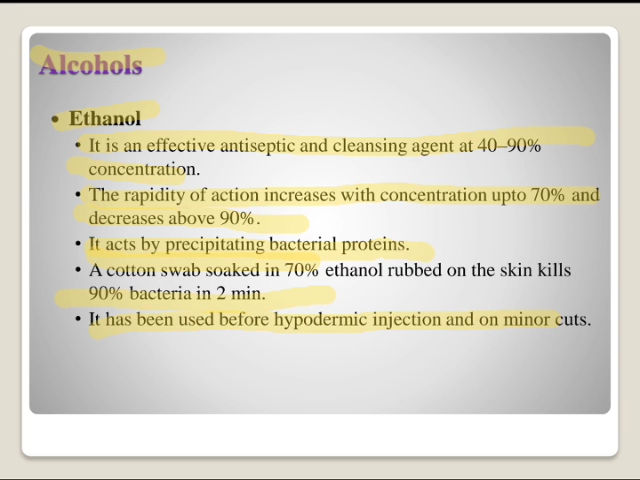 Alcohols
• Ethanol
• It is an effective antiseptic and cleansing agent at 40–90%
concentration.
• The rapidity of action increases with concentration upto 70% and
decreases above 90%.
• It acts by precipitating bacterial proteins.
• A cotton swab soaked in 70% ethanol rubbed on the skin kills
90% bacteria in 2 min.
• It has been used before hypodermic injection and on minor cuts.